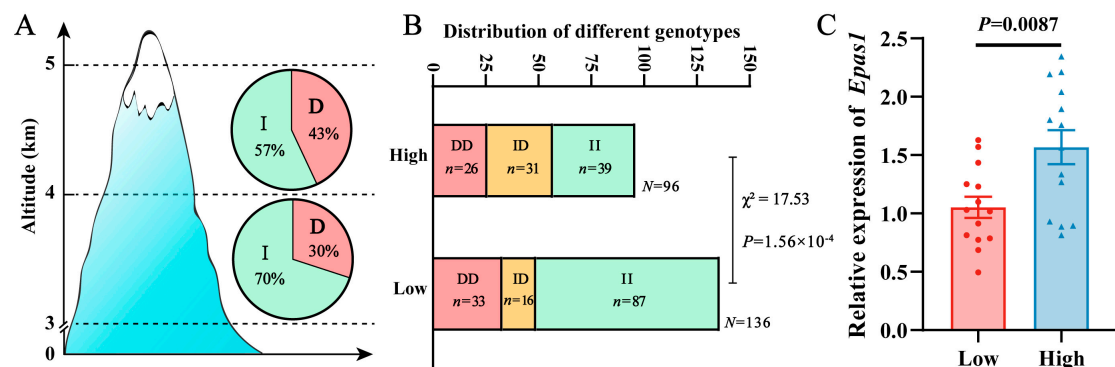 A
Altitude (km)
5
4
3
0
I
57%
D
43%
I
70%
D
30%
B
Distribution of different genotypes
0
25
50
75
100
125
150
High
DD
n=26
ID
n=31
II
n=39
N=96
Low
DD
n=33
ID
n=16
II
n=87
N=136
χ² = 17.53
P=1.56×10⁻⁴
C
P=0.0087
Relative expression of Epas1
2.5
2.0
1.5
1.0
0.5
0.0
Low
High